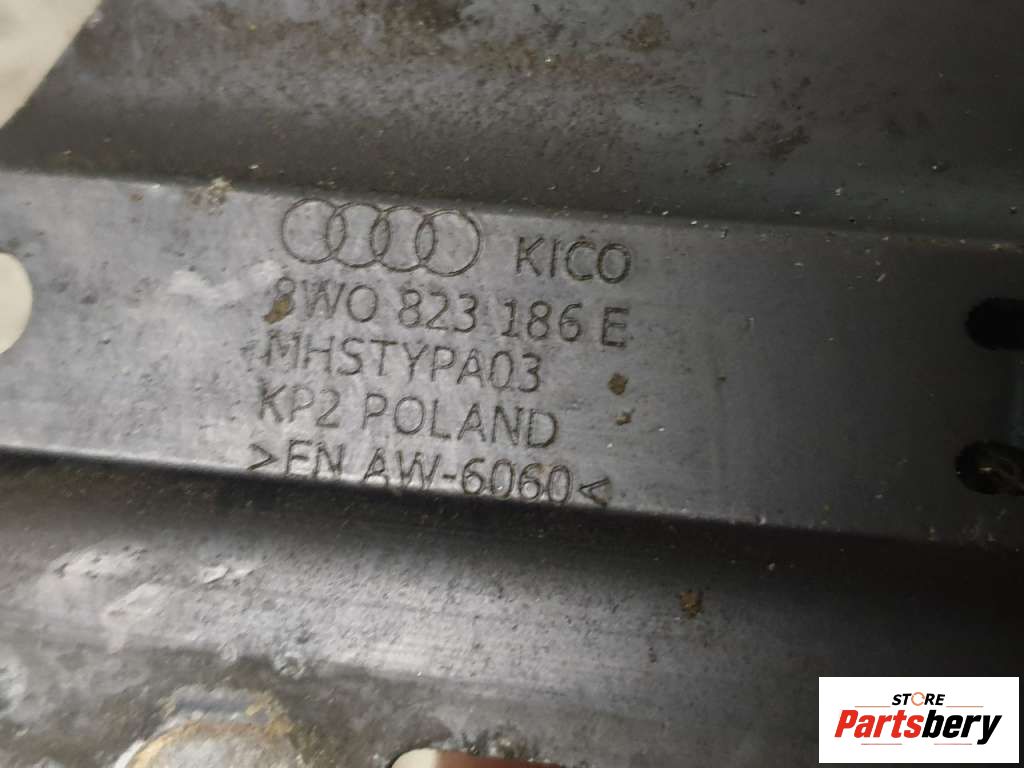 KICO
8W0 823 186 E
MHSTYPA03
KP2 POLAND
>EN AW-6060<
STORE
Partsbery